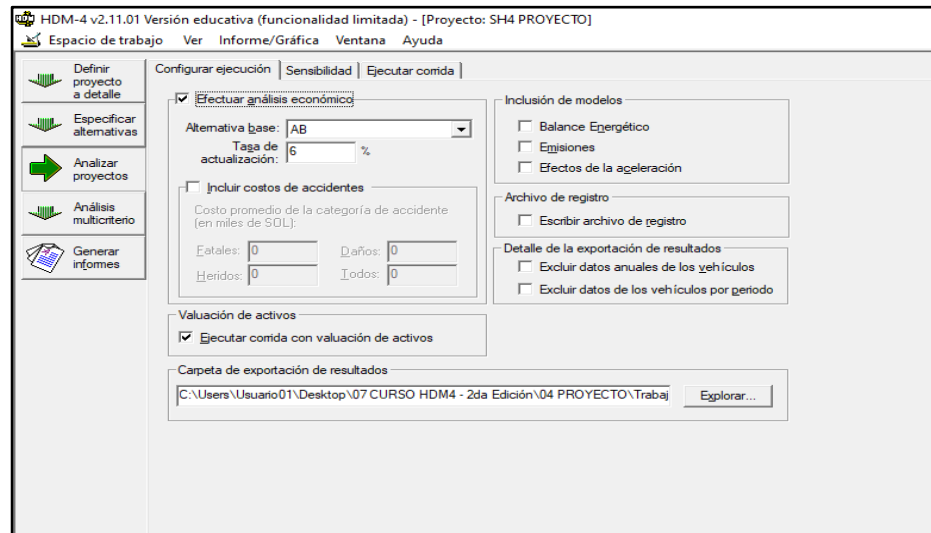 HDM-4 v2.11.01 Versión educativa (funcionalidad limitada) - [Proyecto: SH4 PROYECTO]
Espacio de trabajo Ver Informe/Gráfica Ventana Ayuda
Definir
proyecto
a detalle
Especificar
alternativas
Analizar
proyectos
Análisis
multicriterio
Generar
informes
Configurar ejecución Sensibilidad Ejecutar corrida
Efectuar análisis económico
Alternativa base: AB
Tasa de
actualización: 6 %
Incluir costos de accidentes
Costo promedio de la categoría de accidente
(en miles de SOL):
Fatales: 0 Daños: 0
Heridos: 0 Todos: 0
Valuación de activos
Ejecutar corrida con valuación de activos
Inclusión de modelos
Balance Energético
Emisiones
Efectos de la aceleración
Archivo de registro
Escribir archivo de registro
Detalle de la exportación de resultados
Excluir datos anuales de los vehículos
Excluir datos de los vehículos por periodo
Carpeta de exportación de resultados
C:\Users\Usuario01\Desktop\07 CURSO HDM4 - 2da Edición\04 PROYECTO\Trabaj Explorar...